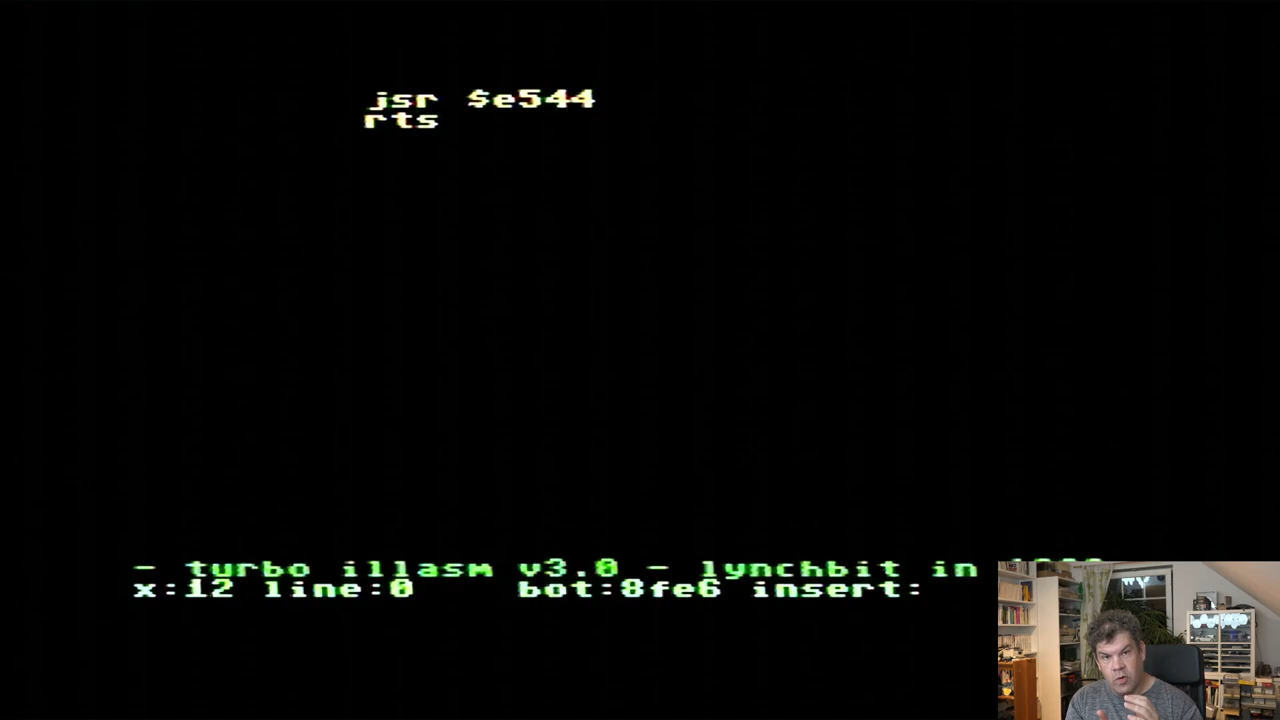 jsr $e544
rts
- turbo illasm v3.0 - lynchbit in
x:12 line:0 bot:8fe6 insert: